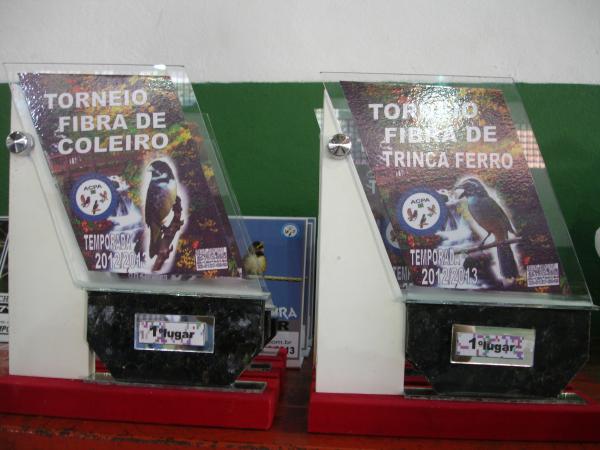 TORNEIO
FIBRA DE
COLEIRO
ACPA
TEMPORADA
2012/2013
1º lugar
TORNEIO
FIBRA DE
TRINCA FERRO
ACPA
TEMPORADA
2012/2013
1º lugar